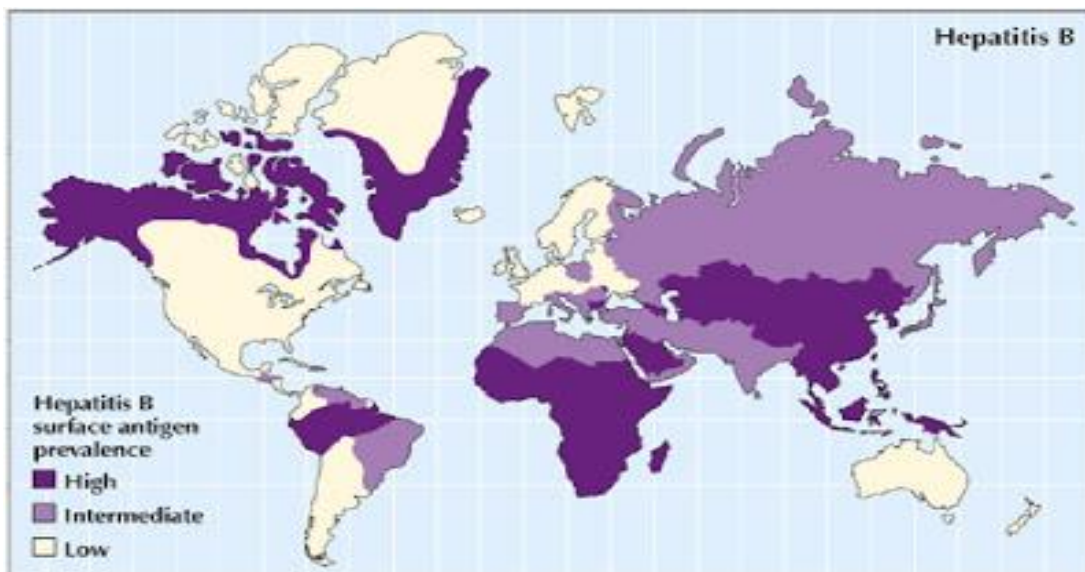 Hepatitis B
Hepatitis B
surface antigen
prevalence
High
Intermediate
Low